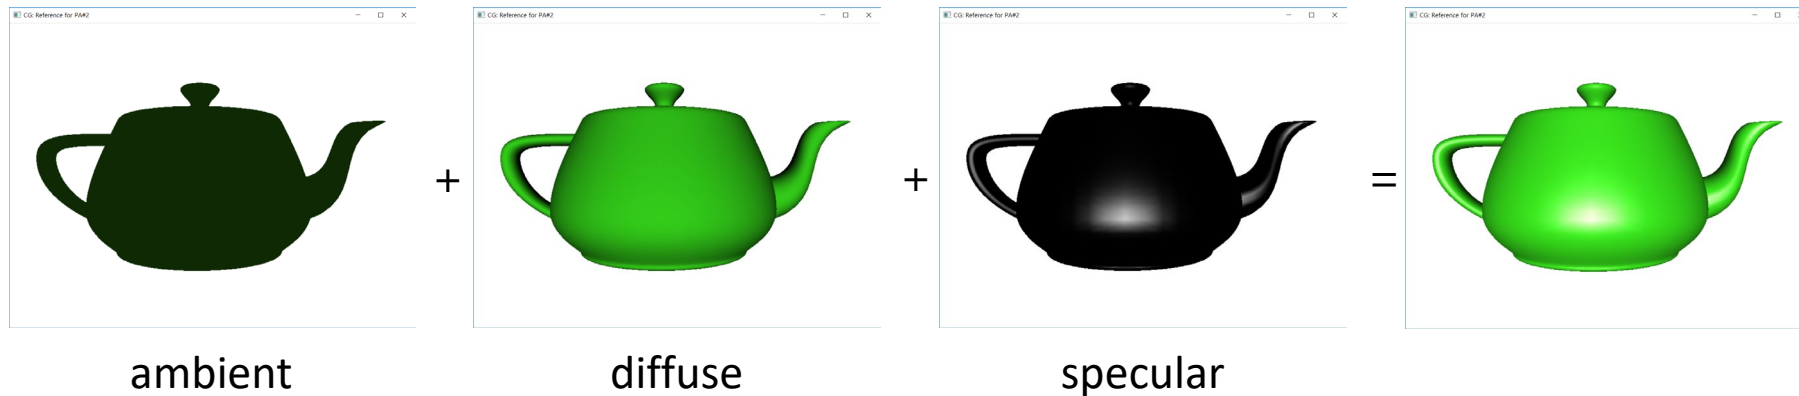 CG: Reference for PA#2
CG: Reference for PA#2
CG: Reference for PA#2
CG: Reference for PA#2
+
+
=
ambient
diffuse
specular